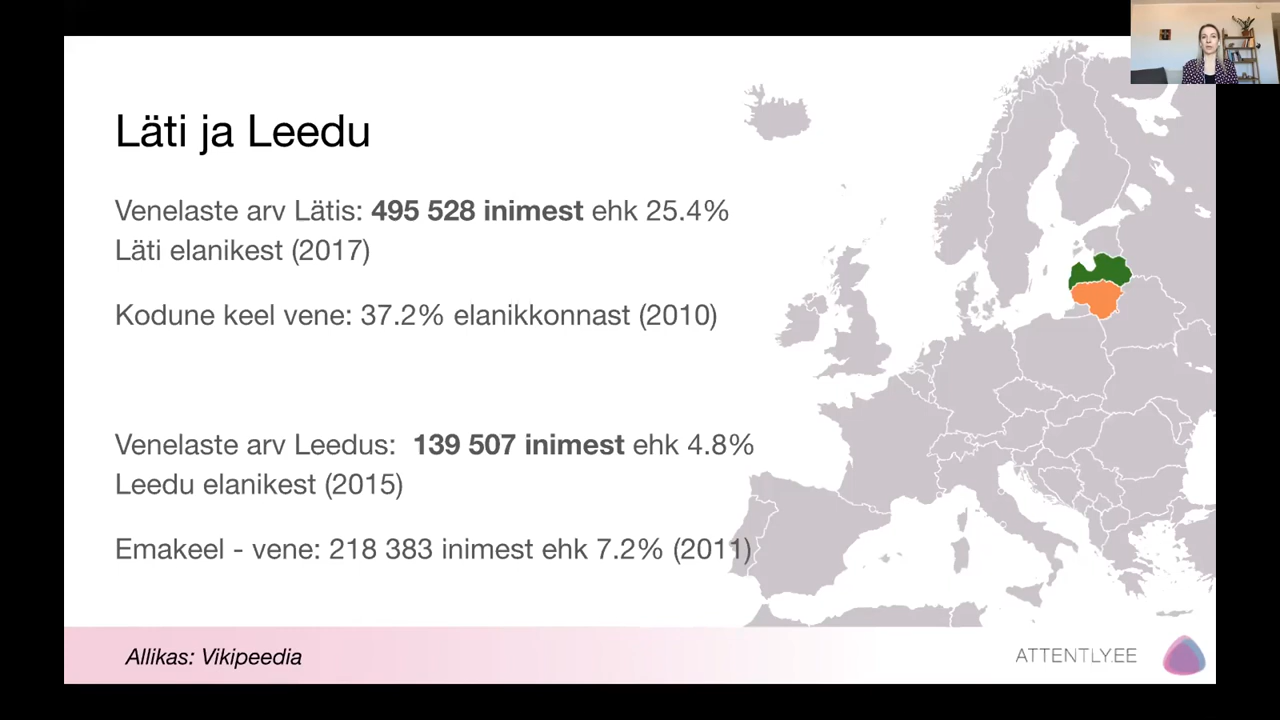 Läti ja Leedu
Venelaste arv Lätis: 495 528 inimest ehk 25.4%
Läti elanikest (2017)
Kodune keel vene: 37.2% elanikkonnast (2010)
Venelaste arv Leedus: 139 507 inimest ehk 4.8%
Leedu elanikest (2015)
Emakeel - vene: 218 383 inimest ehk 7.2% (2011)
Allikas: Vikipeedia
ATTENTLY.EE